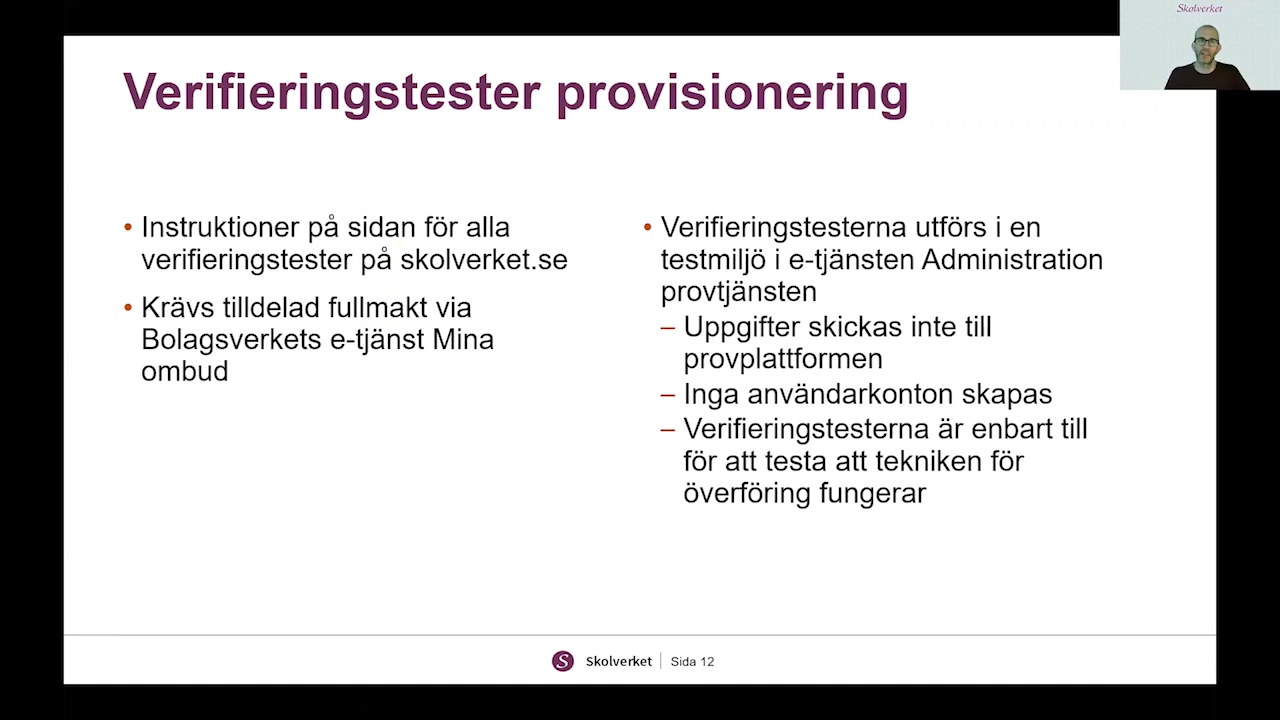 Skolverket
Verifieringstester provisionering
• Instruktioner på sidan för alla
verifieringstester på skolverket.se
• Krävs tilldelad fullmakt via
Bolagsverkets e-tjänst Mina
ombud
• Verifieringstesterna utförs i en
testmiljö i e-tjänsten Administration
provtjänsten
– Uppgifter skickas inte till
provplattformen
– Inga användarkonton skapas
– Verifieringstesterna är enbart till
för att testa att tekniken för
överföring fungerar
S Skolverket | Sida 12